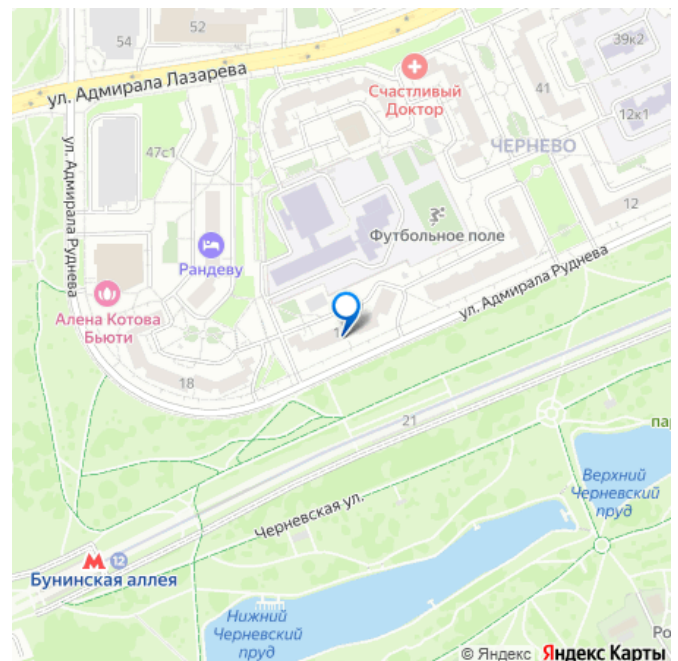 54
52
39к2
ул. Адмирала Лазарева
Счастливый
Доктор
41
12к1
47с1
ЧЕРНЕВО
ул. Адмирала Руднева
12
Футбольное поле
Рандеву
ул. Адмирала Руднева
Алена Котова
Бьюти
18
21
пар
Верхний
Черневский
пруд
Черневская ул.
М 12
Бунинская аллея
Нижний
Черневский
пруд
Ро
© Яндекс Яндекс Карты